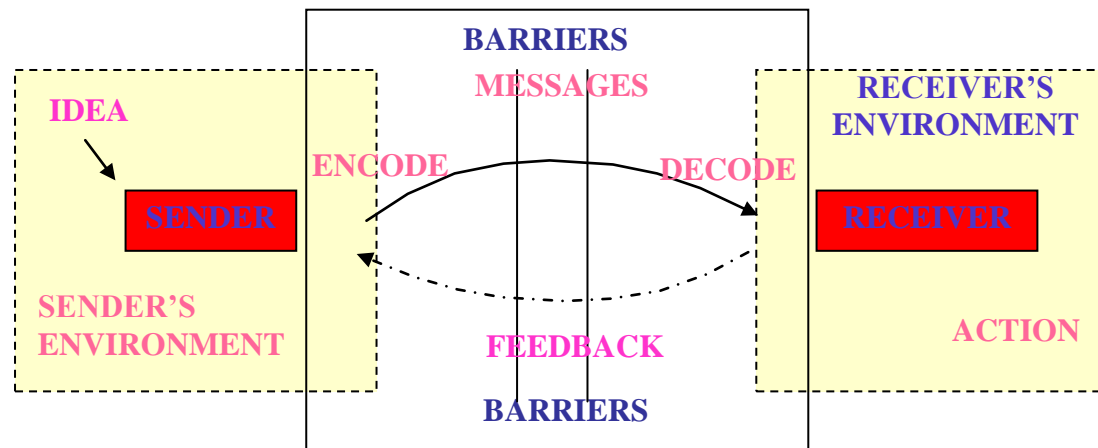 BARRIERS
MESSAGES
RECEIVER’S
ENVIRONMENT
IDEA
ENCODE
DECODE
SENDER
RECEIVER
SENDER’S
ENVIRONMENT
ACTION
FEEDBACK
BARRIERS